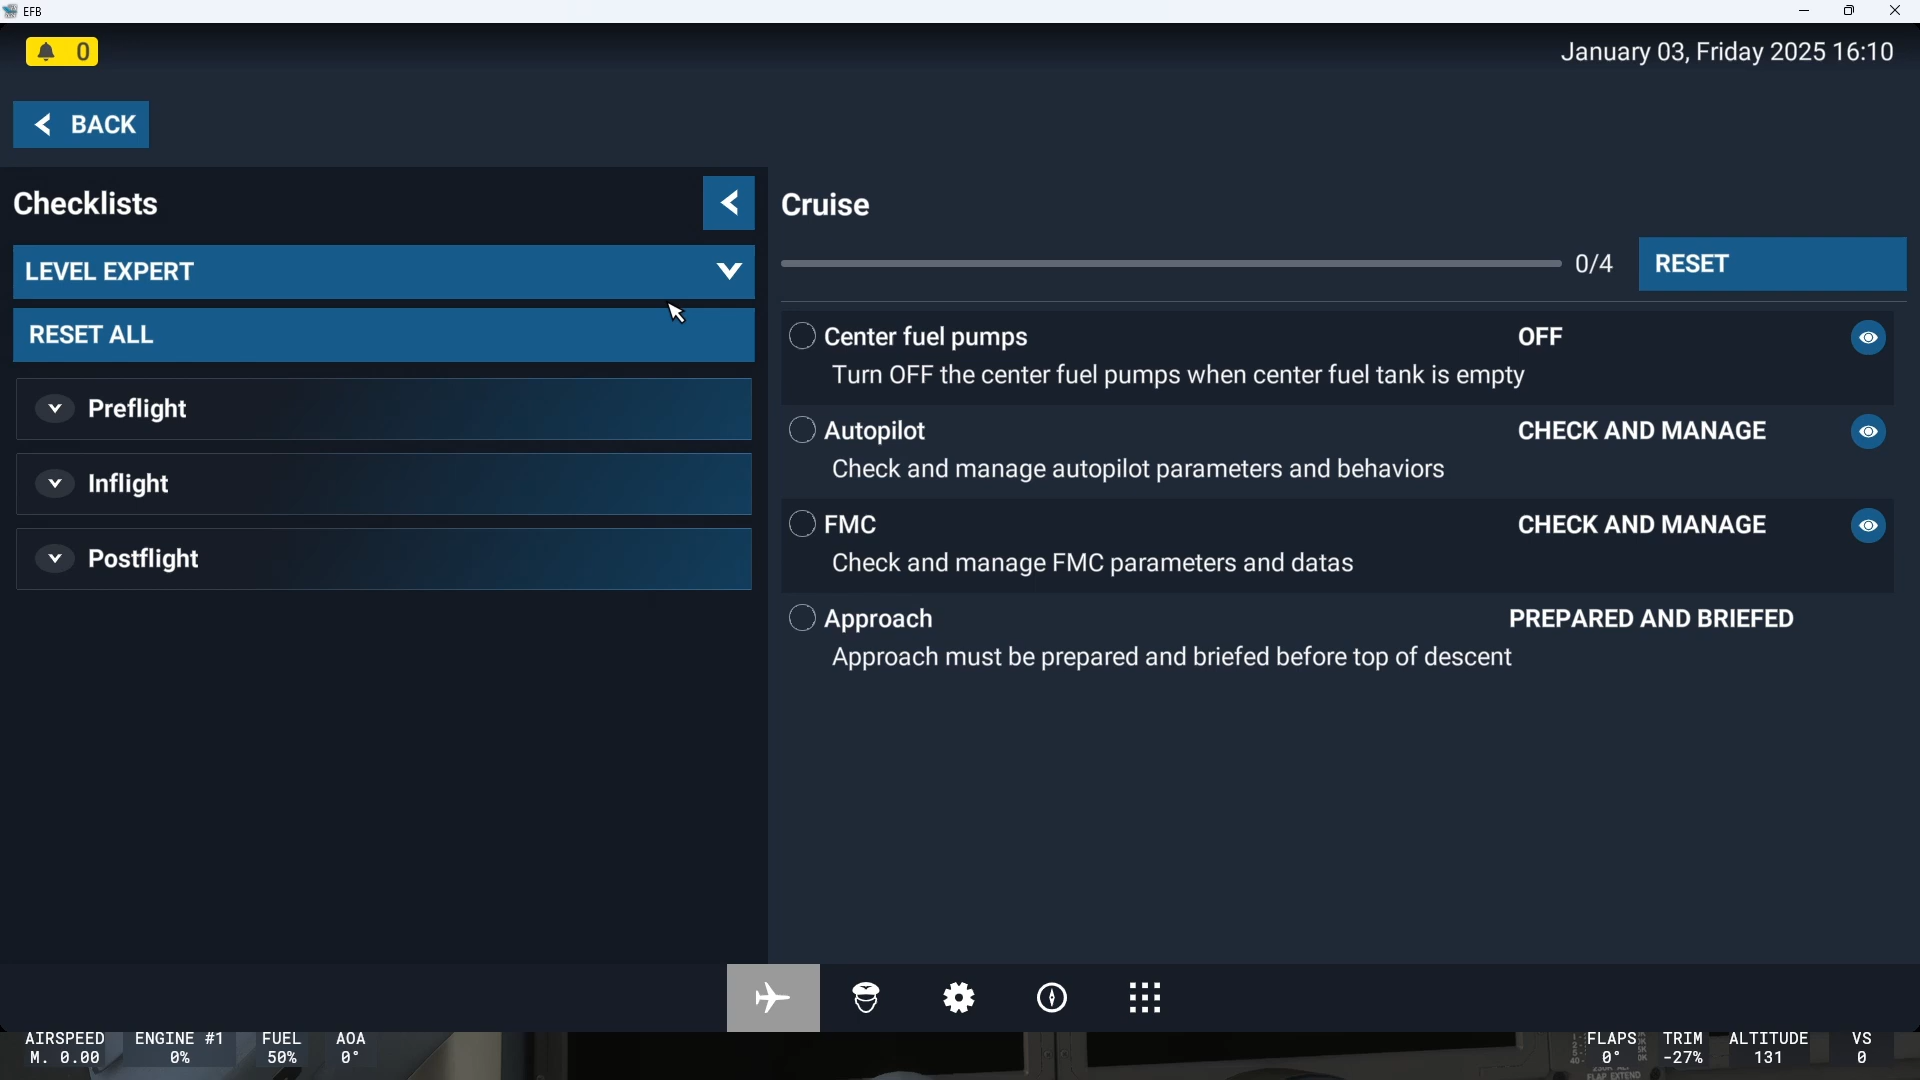 EFB
0
January 03, Friday 2025 16:10
BACK
Checklists
LEVEL EXPERT
RESET ALL
Preflight
Inflight
Postflight
Cruise
0/4
RESET
Center fuel pumps OFF
Turn OFF the center fuel pumps when center fuel tank is empty
Autopilot CHECK AND MANAGE
Check and manage autopilot parameters and behaviors
FMC CHECK AND MANAGE
Check and manage FMC parameters and datas
Approach PREPARED AND BRIEFED
Approach must be prepared and briefed before top of descent
AIRSPEED ENGINE #1 FUEL AOA FLAPS TRIM ALTITUDE VS
M. 0.00 0% 50% 0° 0° -27% 131 0
FLAP EXTEND